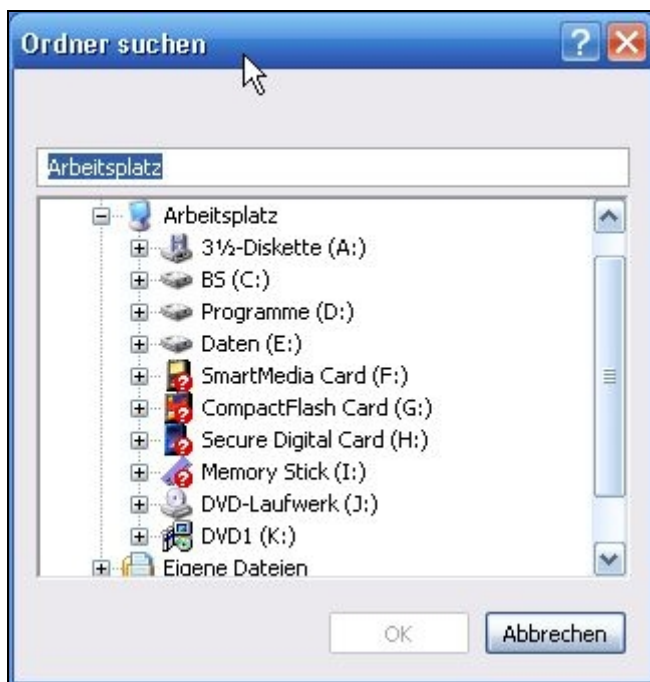 Ordner suchen
Arbeitsplatz
Arbeitsplatz
3½-Diskette (A:)
BS (C:)
Programme (D:)
Daten (E:)
SmartMedia Card (F:)
CompactFlash Card (G:)
Secure Digital Card (H:)
Memory Stick (I:)
DVD-Laufwerk (J:)
DVD1 (K:)
Eigene Dateien
OK Abbrechen